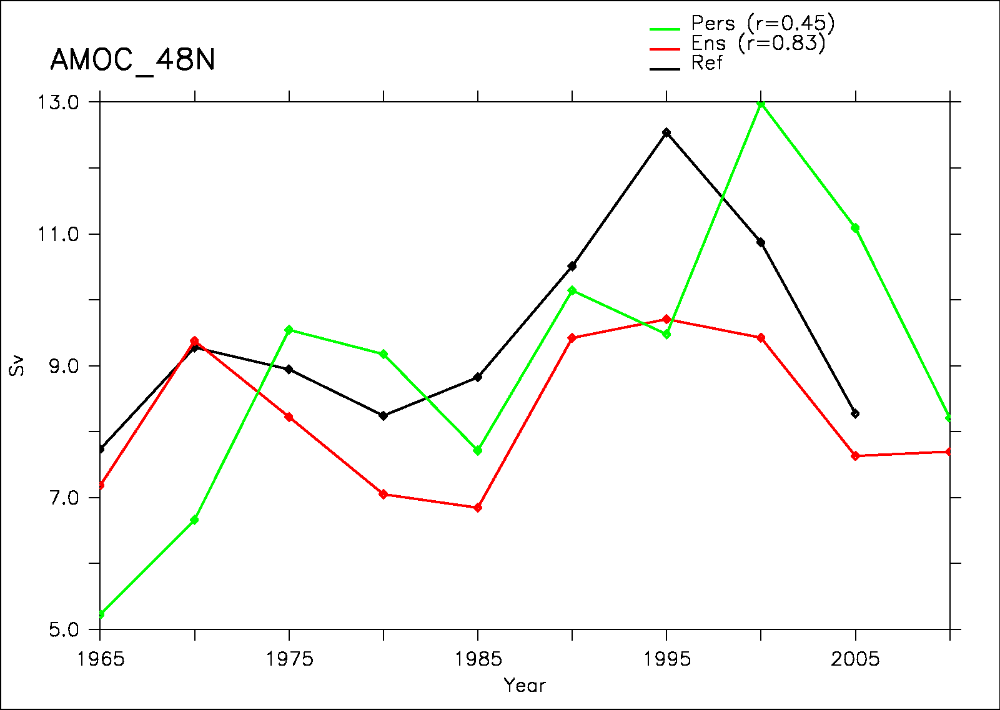 Pers (r=0.45)
Ens (r=0.83)
Ref
AMOC_48N
13.0
11.0
9.0
7.0
5.0
Sv
1965 1975 1985 1995 2005
Year